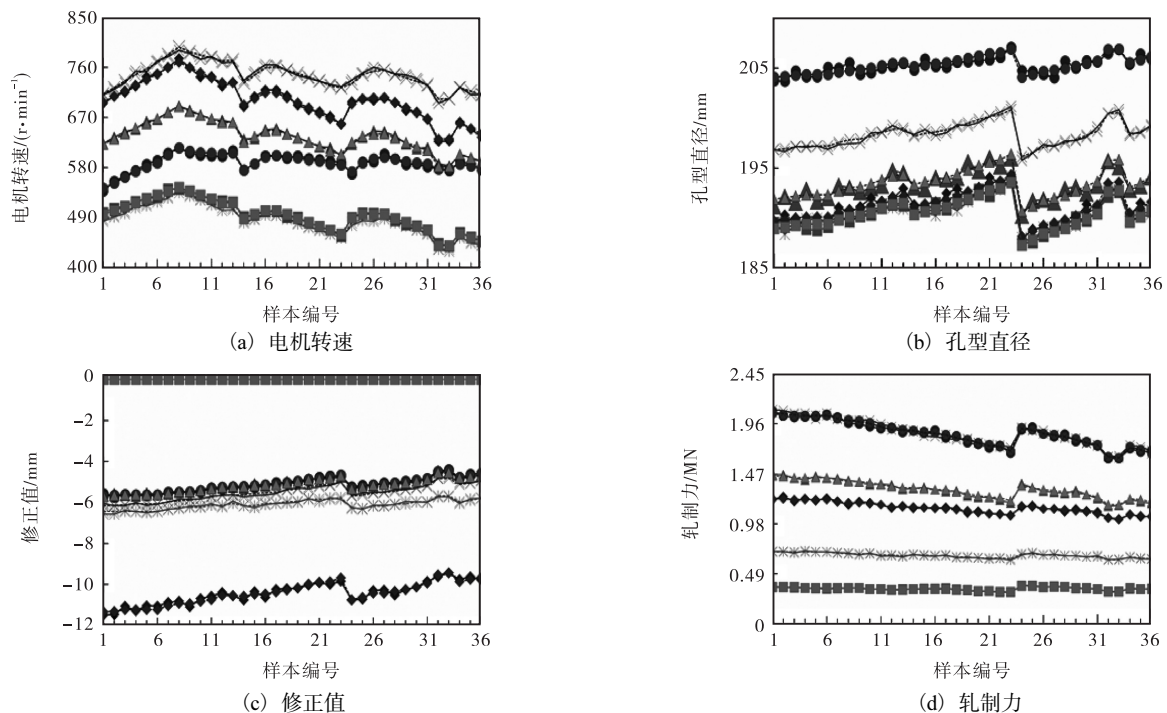 850
760
670
580
490
400
电机转速/(r·min⁻¹)
1 6 11 16 21 26 31 36
样本编号
(a) 电机转速
205
195
185
孔型直径/mm
1 6 11 16 21 26 31 36
样本编号
(b) 孔型直径
0
−2
−4
−6
−8
−10
−12
修正值/mm
1 6 11 16 21 26 31 36
样本编号
(c) 修正值
2.45
1.96
1.47
0.98
0.49
0
轧制力/MN
1 6 11 16 21 26 31 36
样本编号
(d) 轧制力